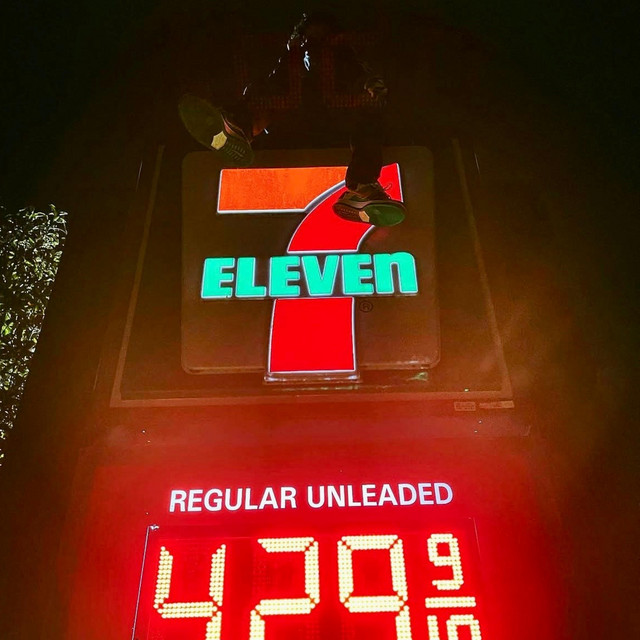 7
ELEVEn
®
REGULAR UNLEADED
429 9/10